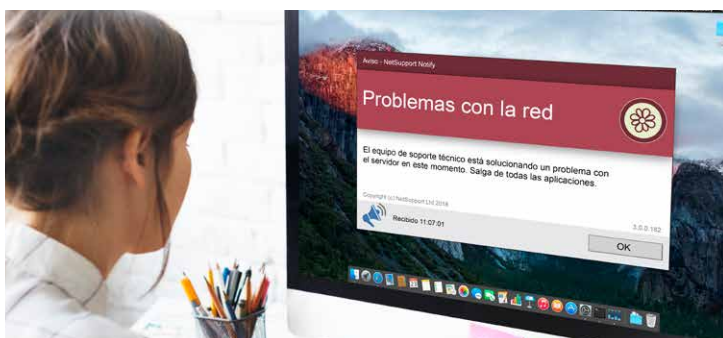 Aviso - NetSupport Notify
Problemas con la red
El equipo de soporte técnico está solucionando un problema con
el servidor en este momento. Salga de todas las aplicaciones.
Copyright (c) NetSupport Ltd 2016
Recibido 11:07:01
3.0.0.182
OK